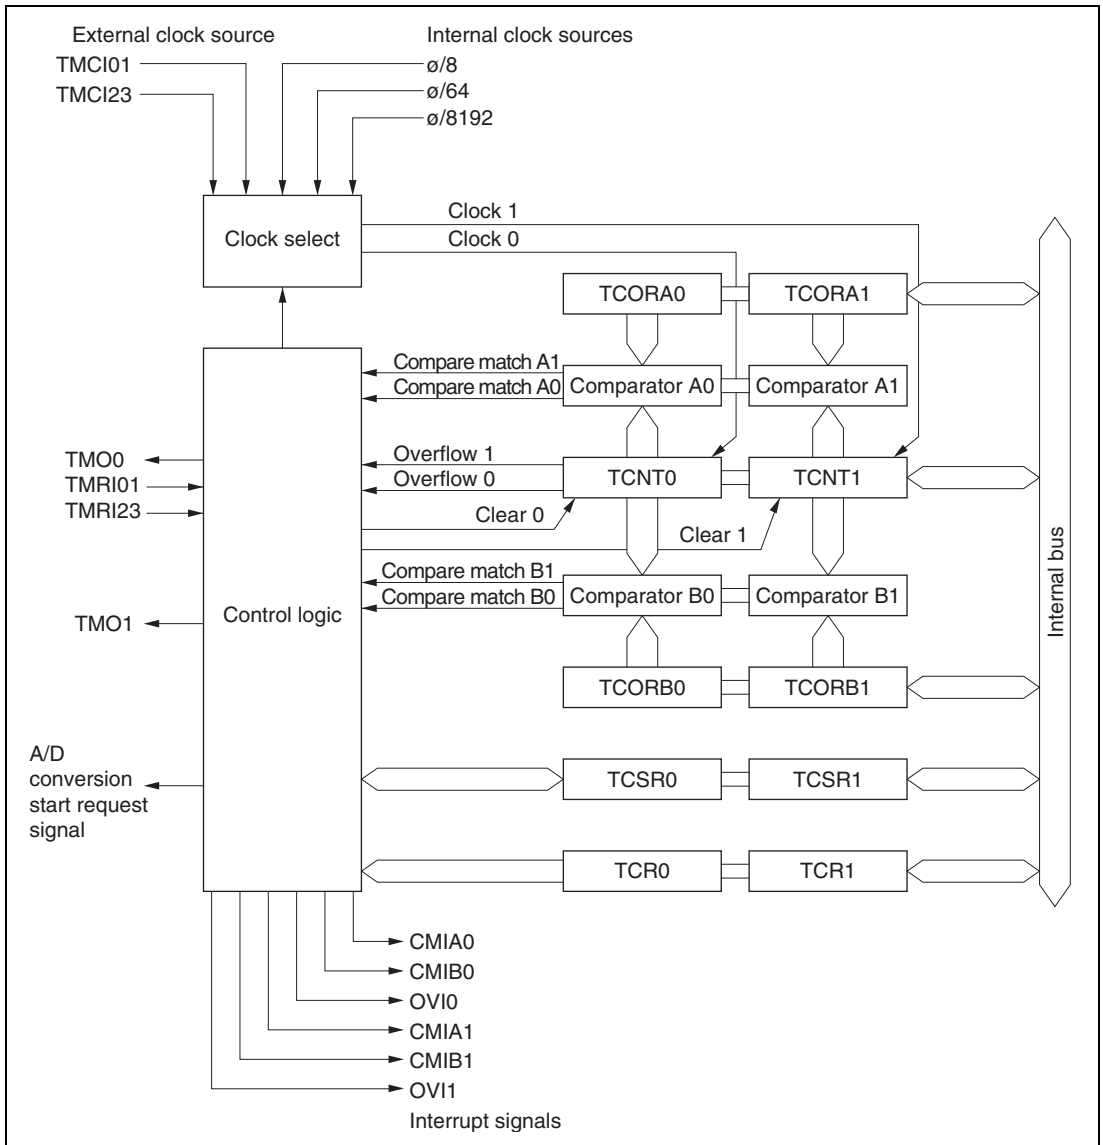 External clock source
Internal clock sources
TMCI01
ø/8
TMCI23
ø/64
ø/8192
Clock select
Clock 1
Clock 0
TCORA0
TCORA1
Compare match A1
Compare match A0
Comparator A0
Comparator A1
TMO0
TMRI01
TMRI23
Overflow 1
Overflow 0
TCNT0
TCNT1
Clear 0
Clear 1
Internal bus
Compare match B1
Compare match B0
Comparator B0
Comparator B1
Control logic
TMO1
TCORB0
TCORB1
A/D
conversion
start request
signal
TCSR0
TCSR1
TCR0
TCR1
CMIA0
CMIB0
OVI0
CMIA1
CMIB1
OVI1
Interrupt signals